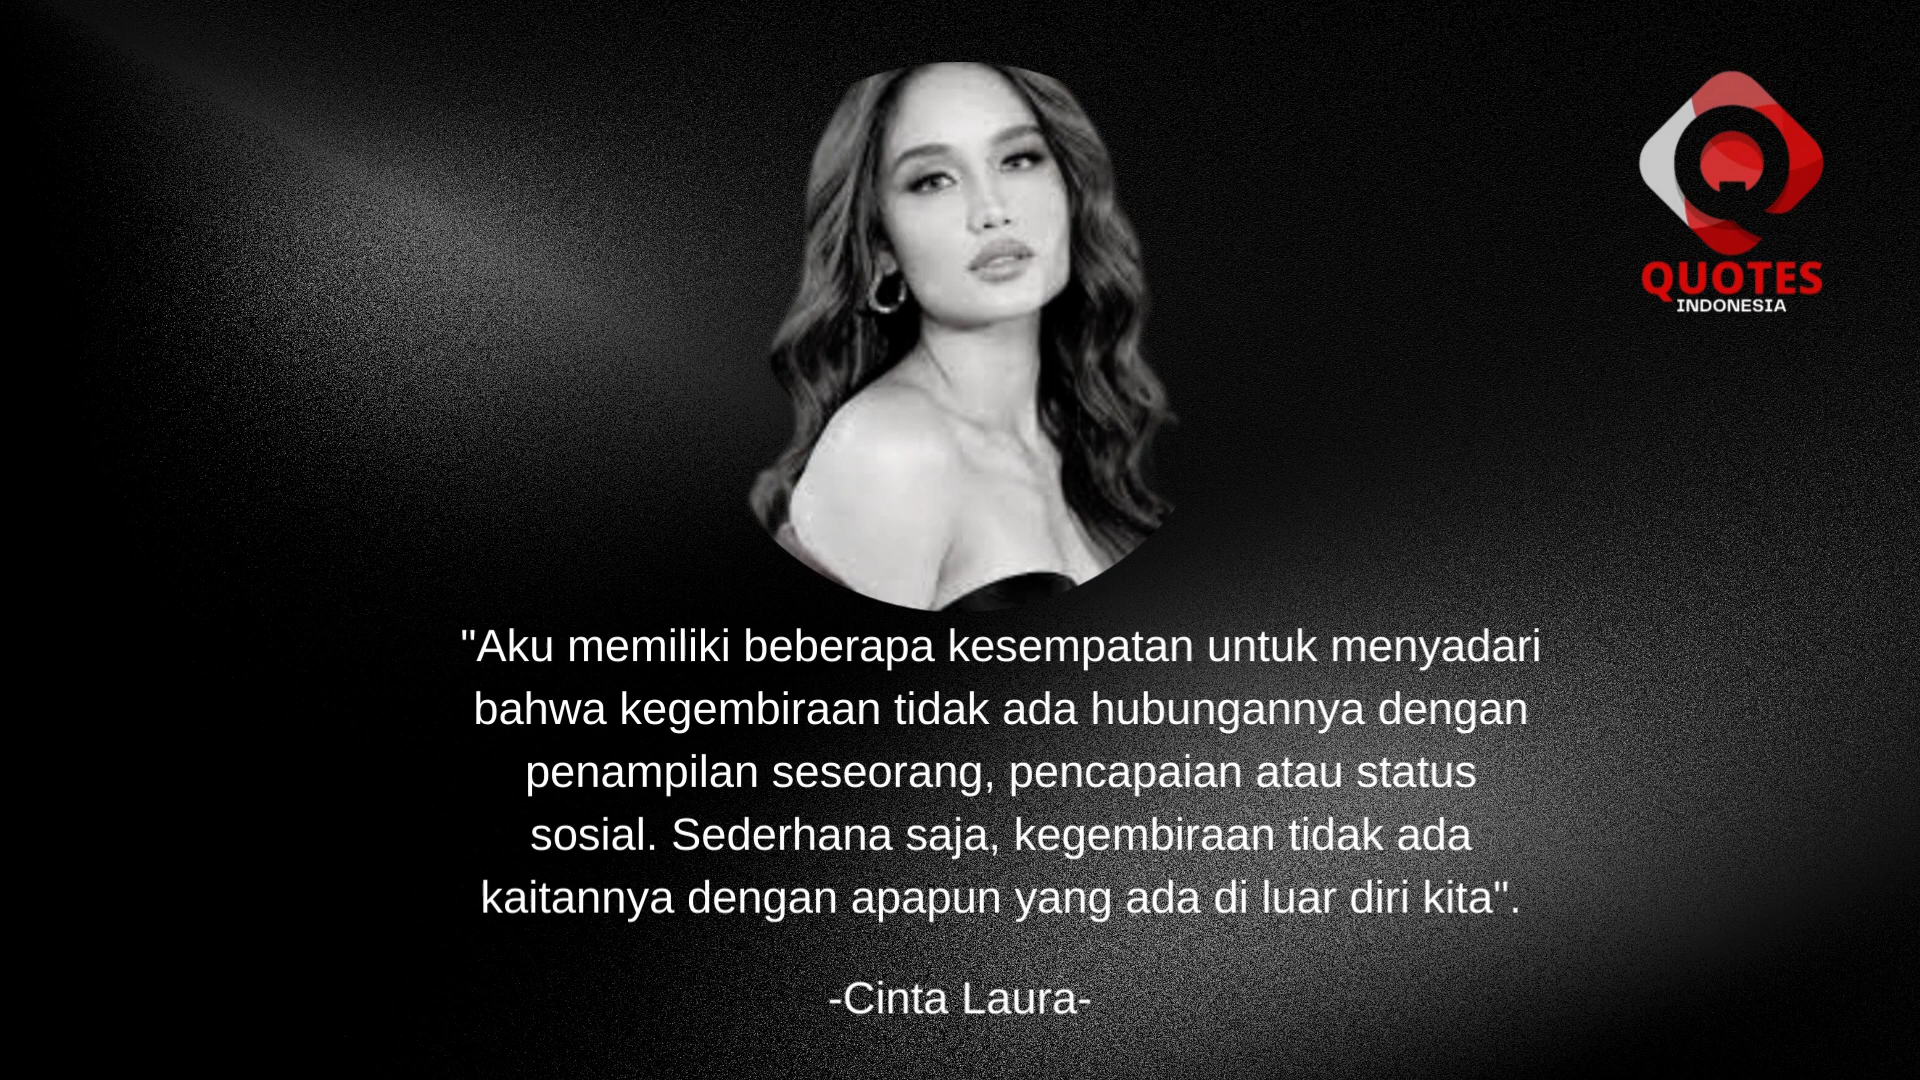 QUOTES
INDONESIA
"Aku memiliki beberapa kesempatan untuk menyadari
bahwa kegembiraan tidak ada hubungannya dengan
penampilan seseorang, pencapaian atau status
sosial. Sederhana saja, kegembiraan tidak ada
kaitannya dengan apapun yang ada di luar diri kita".
-Cinta Laura-